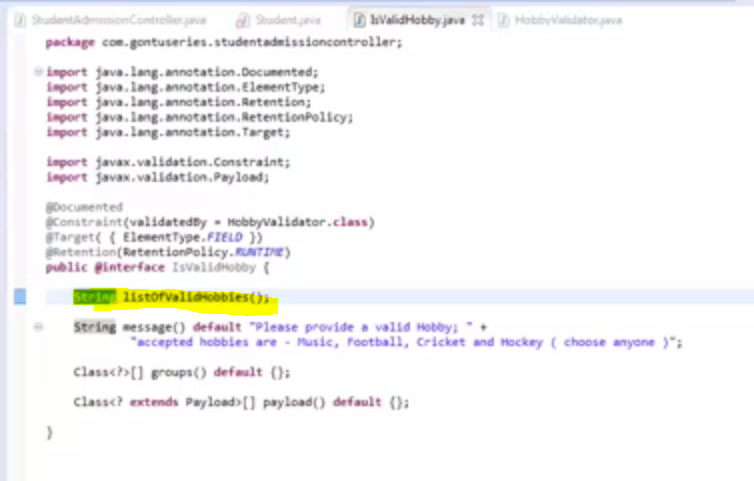 StudentAdmissionController.java Student.java IsValidHobby.java HobbyValidator.java
package com.gontuseries.studentadmissioncontroller;
import java.lang.annotation.Documented;
import java.lang.annotation.ElementType;
import java.lang.annotation.Retention;
import java.lang.annotation.RetentionPolicy;
import java.lang.annotation.Target;
import javax.validation.Constraint;
import javax.validation.Payload;
@Documented
@Constraint(validatedBy = HobbyValidator.class)
@Target( { ElementType.FIELD })
@Retention(RetentionPolicy.RUNTIME)
public @interface IsValidHobby {
String listOfValidHobbies();
String message() default "Please provide a valid Hobby; " +
"accepted hobbies are - Music, Football, Cricket and Hockey ( choose anyone )";
Class<?>[] groups() default {};
Class<? extends Payload>[] payload() default {};
}